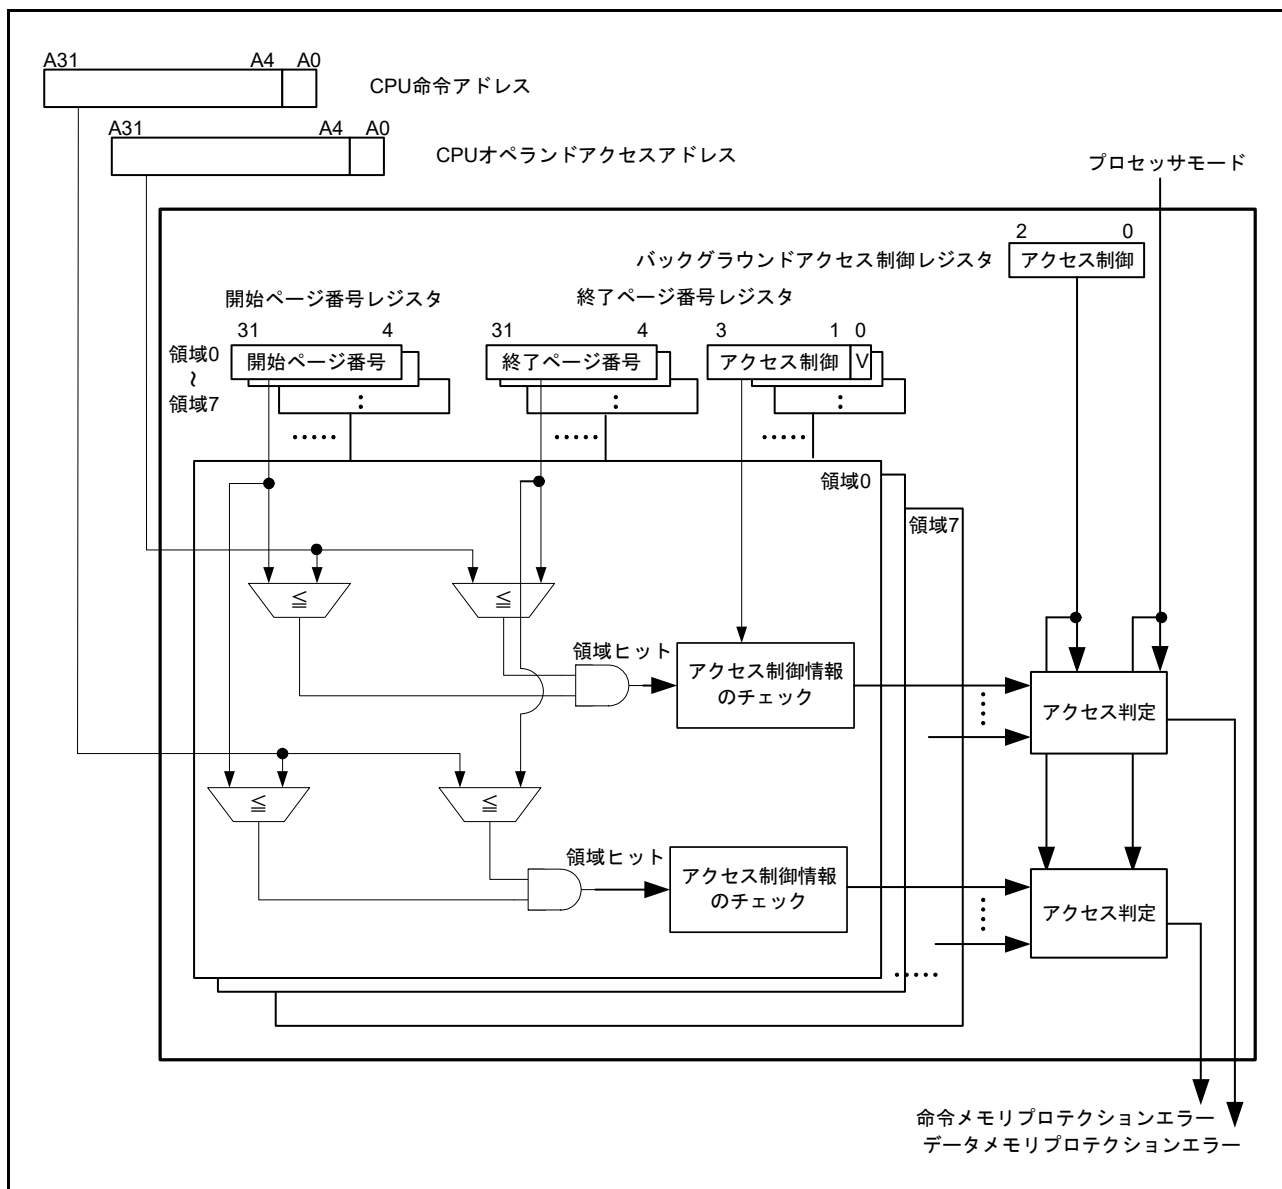 A31 A4 A0
CPU命令アドレス
A31 A4 A0
CPUオペランドアクセスアドレス
プロセッサモード
2 0
バックグラウンドアクセス制御レジスタ アクセス制御
開始ページ番号レジスタ 終了ページ番号レジスタ
31 4 31 4 3 1 0
領域0 開始ページ番号 終了ページ番号 アクセス制御 V
～
領域7
: : :
..... ..... .....
領域0
領域7
≦ ≦
領域ヒット
アクセス制御情報
のチェック
アクセス判定
≦ ≦
領域ヒット
アクセス制御情報
のチェック
アクセス判定
.....
命令メモリプロテクションエラー
データメモリプロテクションエラー